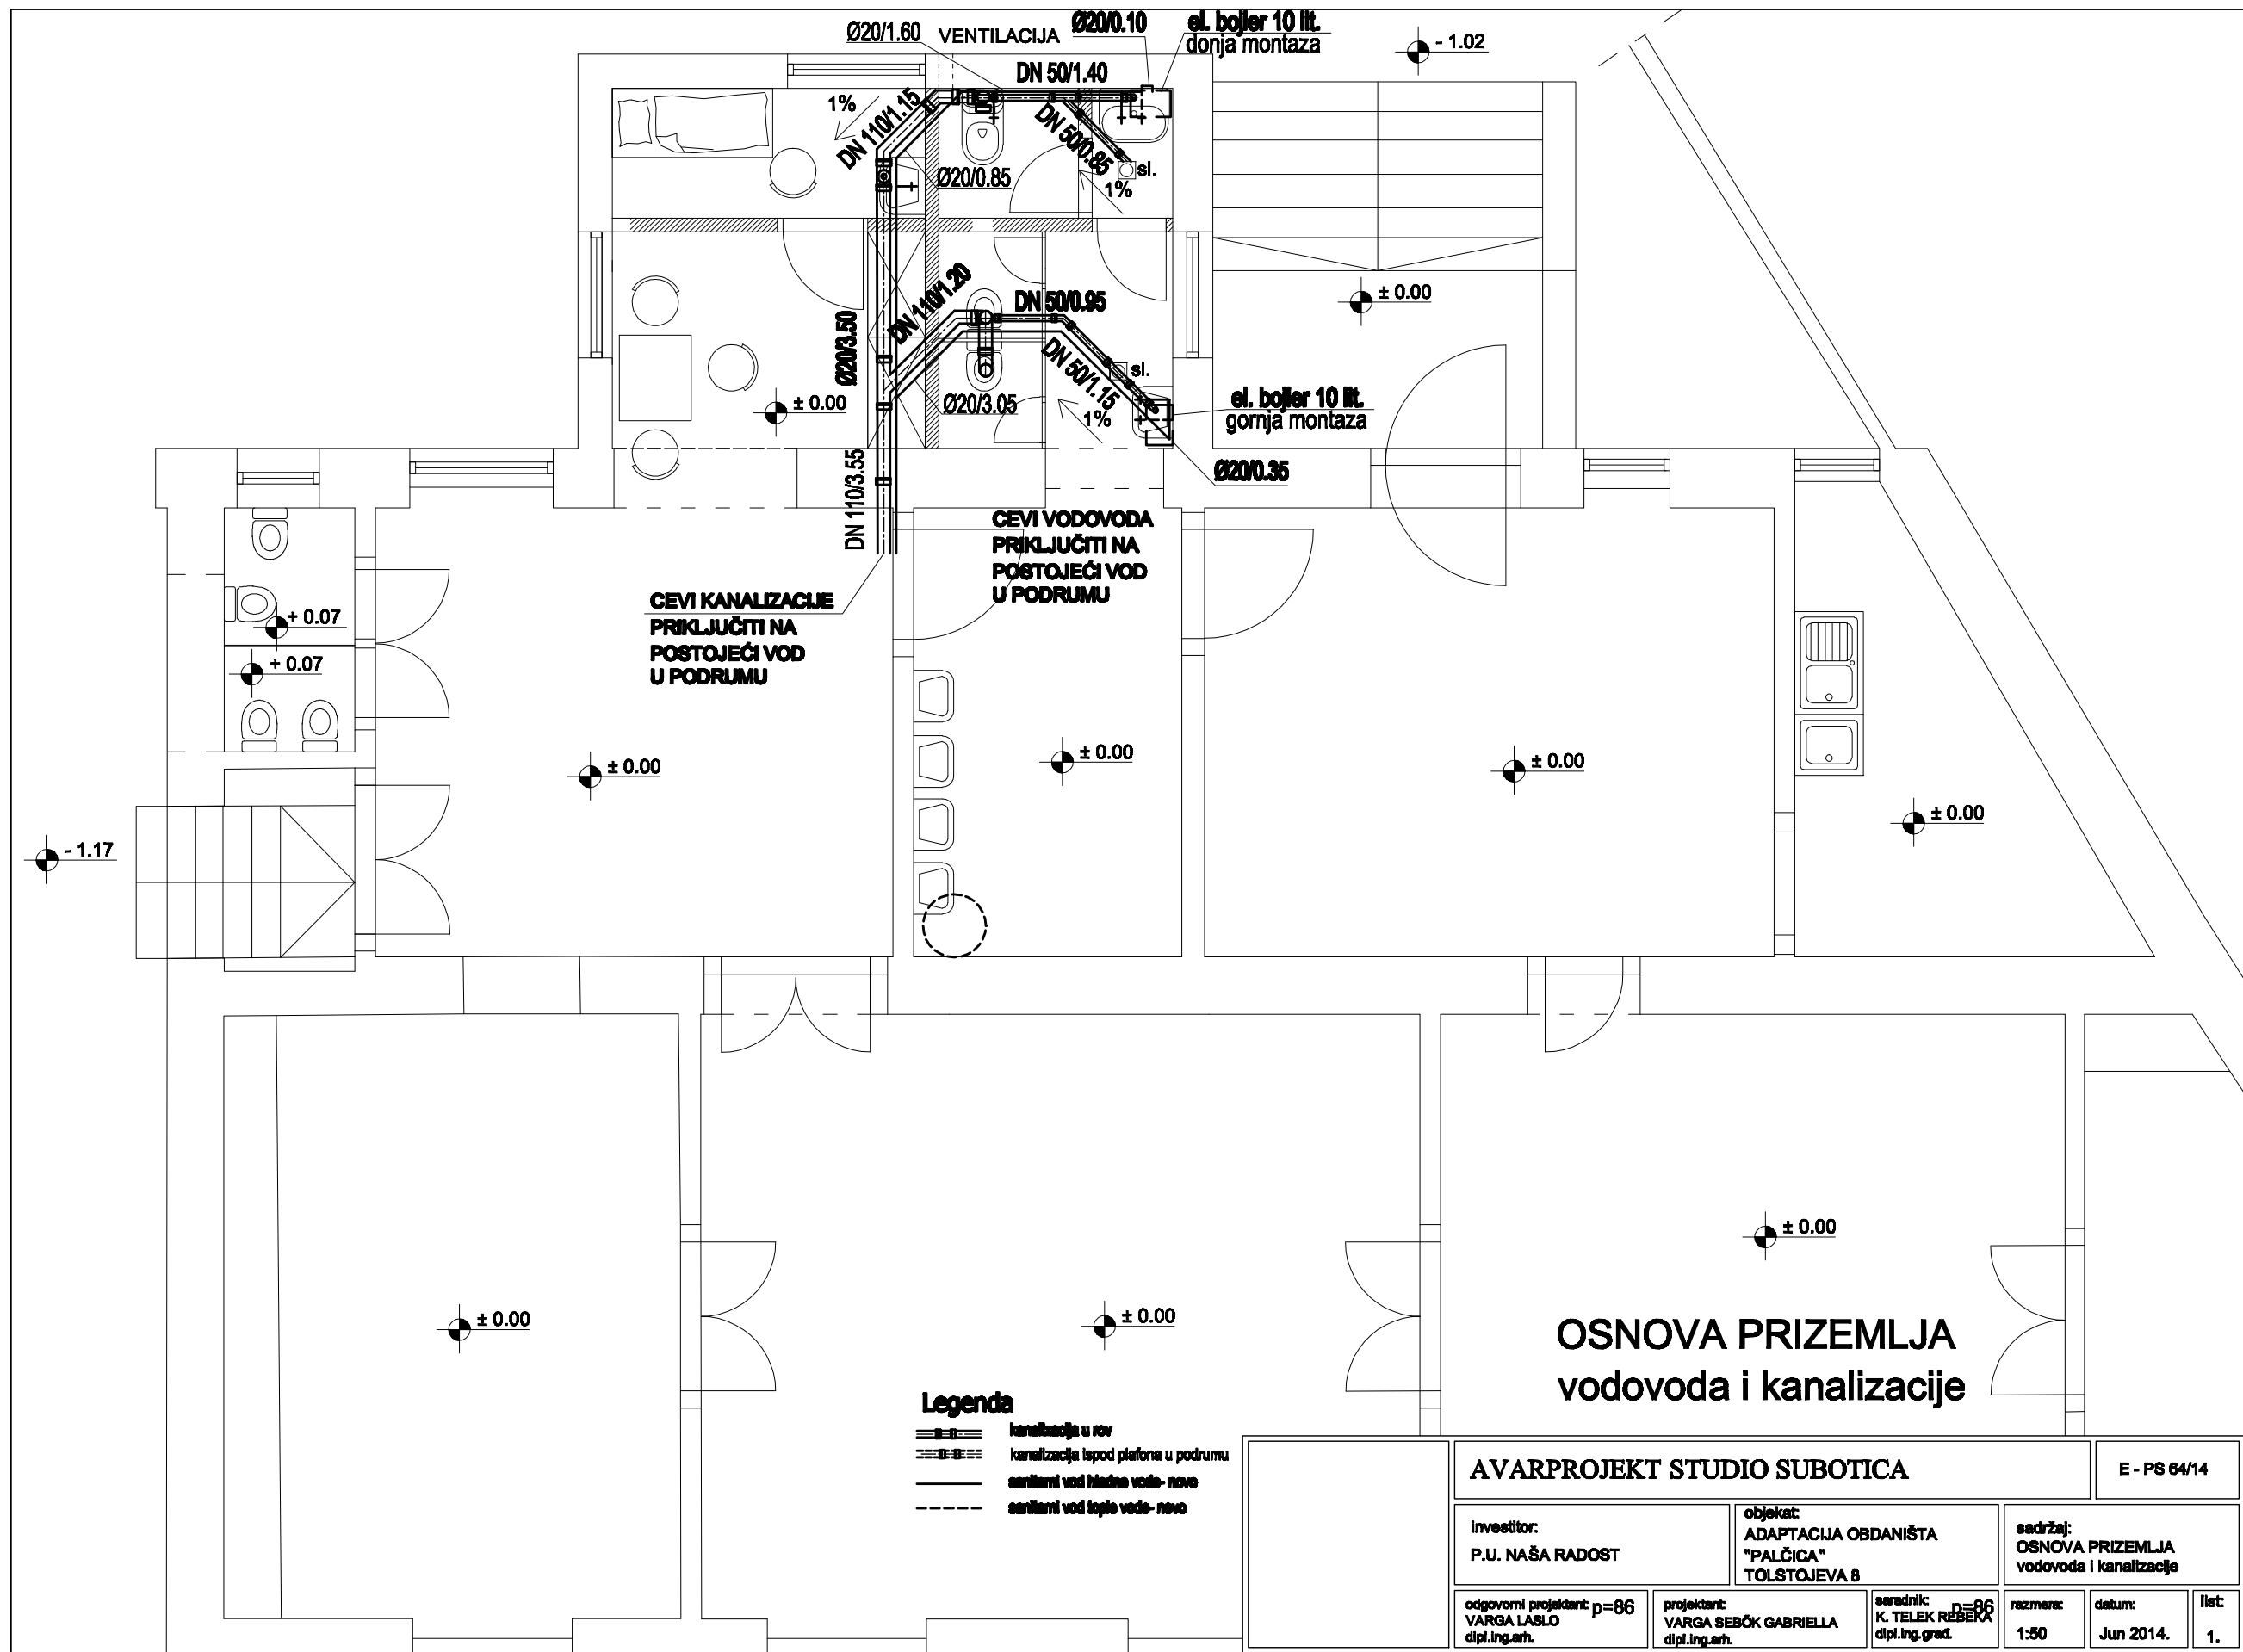 Ø20/1.60
VENTILACIJA
Ø20/0.10
el. bojler 10 lit.
donja montaza
- 1.02
DN 50/1.40
1%
DN 110/1.15
DN 50/0.85
sl.
1%
Ø20/0.85
DN 110/1.20
DN 50/0.95
± 0.00
Ø20/3.50
DN 50/1.15
sl.
± 0.00
Ø20/3.05
1%
el. bojler 10 lit.
gornja montaza
Ø20/0.35
DN 110/3.55
CEVI VODOVODA
PRIKLJUČITI NA
POSTOJEĆI VOD
U PODRUMU
CEVI KANALIZACIJE
PRIKLJUČITI NA
POSTOJEĆI VOD
U PODRUMU
+ 0.07
+ 0.07
± 0.00
± 0.00
± 0.00
± 0.00
- 1.17
± 0.00
± 0.00
± 0.00
OSNOVA PRIZEMLJA
vodovoda i kanalizacije
Legenda
kanalizacija u rov
kanalizacija ispod plafona u podrumu
sanitarni vod hladne vode- novo
sanitarni vod tople vode- novo
AVARPROJEKT STUDIO SUBOTICA
E - PS 64/14
investitor:
P.U. NAŠA RADOST
objekat:
ADAPTACIJA OBDANIŠTA
"PALČICA"
TOLSTOJEVA 8
sadržaj:
OSNOVA PRIZEMLJA
vodovoda i kanalizacije
odgovorni projektant: p=86
VARGA LASLO
dipl.ing.arh.
projektant:
VARGA SEBŐK GABRIELLA
dipl.ing.arh.
saradnik: p=86
K. TELEK REBEKA
dipl.ing.građ.
razmera:
1:50
datum:
Jun 2014.
list:
1.